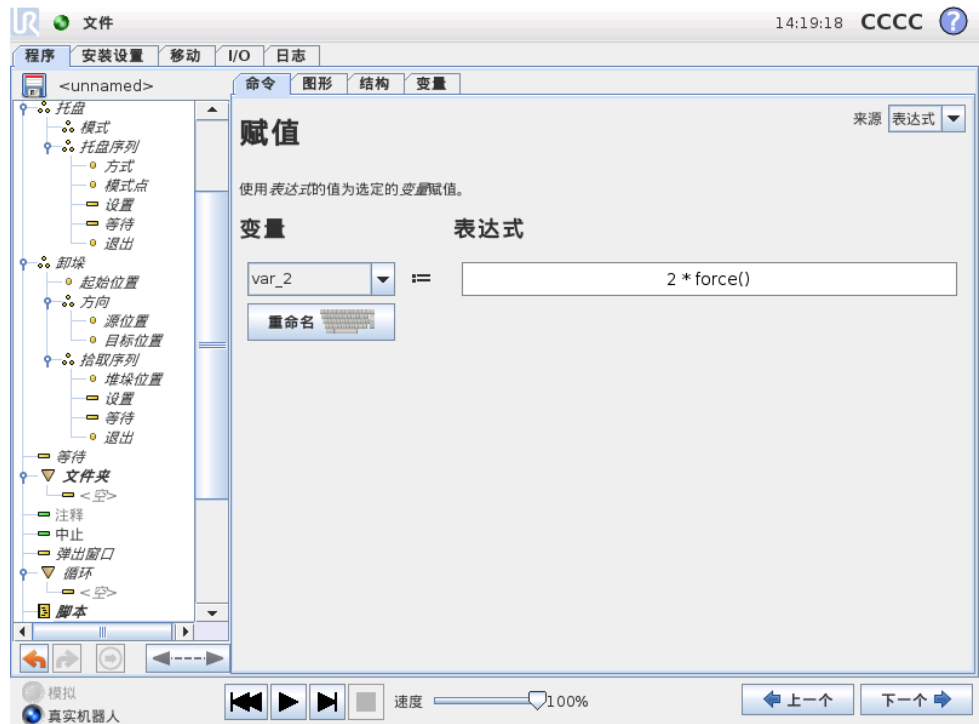 UR 文件 14:19:18 CCCC ?
程序 安装设置 移动 I/O 日志
<unnamed>
托盘
模式
托盘序列
方式
模式点
设置
等待
退出
卸垛
起始位置
方向
源位置
目标位置
拾取序列
堆垛位置
设置
等待
退出
等待
文件夹
<空>
注释
中止
弹出窗口
循环
<空>
脚本
命令 图形 结构 变量
赋值
来源 表达式
使用表达式的值为选定的变量赋值。
变量 表达式
var_2 := 2 * force()
重命名
模拟
真实机器人
速度 100%
上一个 下一个